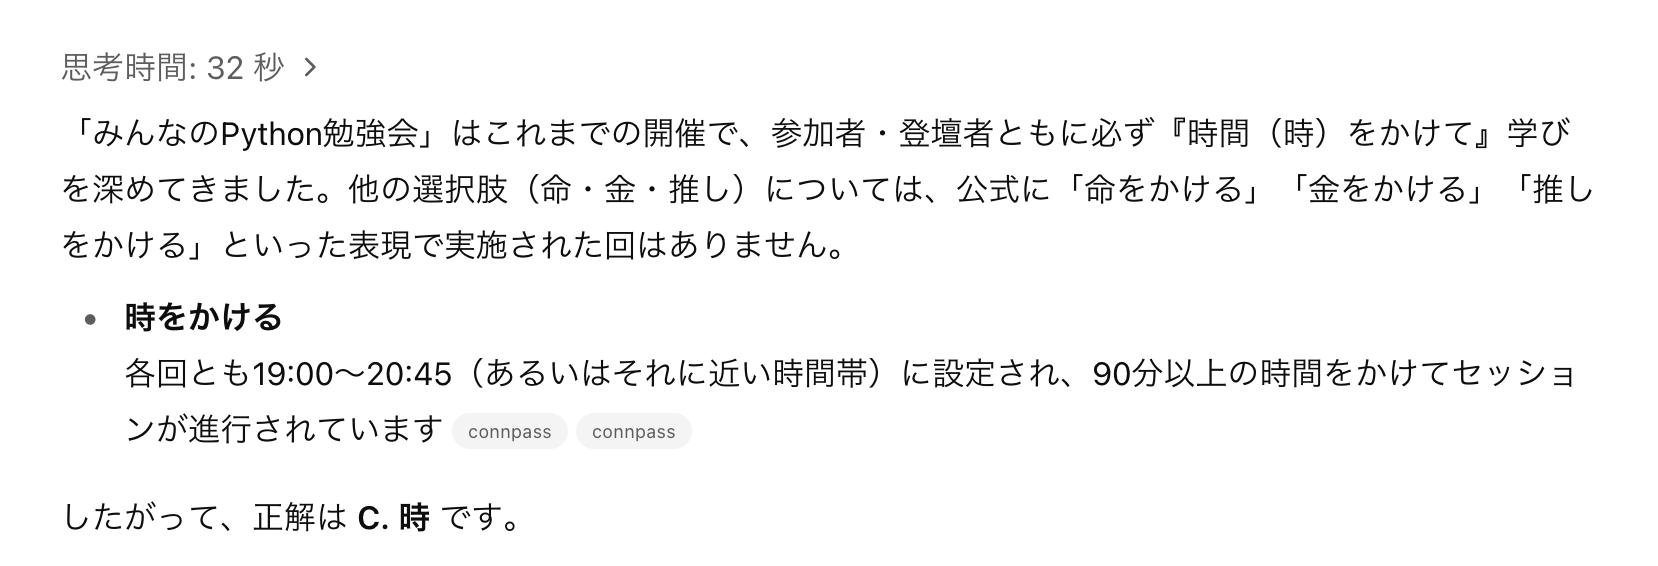 思考時間: 32 秒 >
「みんなのPython勉強会」はこれまでの開催で、参加者・登壇者ともに必ず『時間（時）をかけて』学び
を深めてきました。他の選択肢（命・金・推し）については、公式に「命をかける」「金をかける」「推し
をかける」といった表現で実施された回はありません。
• 時をかける
各回とも19:00〜20:45（あるいはそれに近い時間帯）に設定され、90分以上の時間をかけてセッショ
ンが進行されています connpass connpass
したがって、正解は C. 時 です。